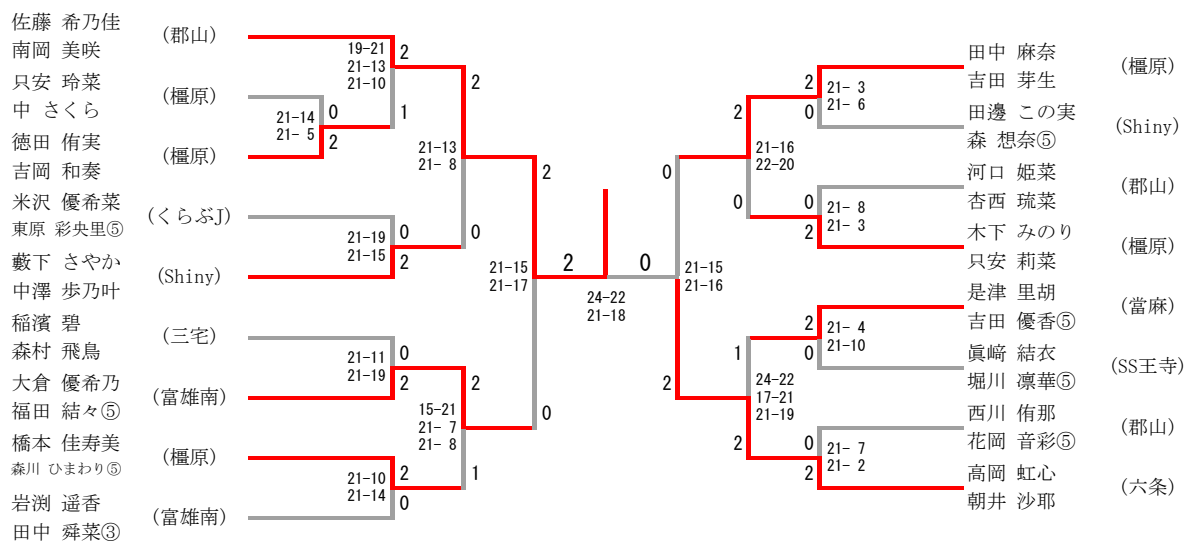 佐藤 希乃佳
南岡 美咲
(郡山)
只安 玲菜
中 さくら
(橿原)
徳田 侑実
吉岡 和奏
(橿原)
米沢 優希菜
東原 彩央里⑤
(くらぶJ)
藪下 さやか
中澤 歩乃叶
(Shiny)
稲濱 碧
森村 飛鳥
(三宅)
大倉 優希乃
福田 結々⑤
(富雄南)
橋本 佳寿美
森川 ひまわり⑤
(橿原)
岩渕 遥香
田中 舜菜③
(富雄南)
19-21
21-13
21-10
2
1
21-14
21- 5
0
2
21-19
21-15
0
2
21-11
21-19
0
2
21-10
21-14
2
0
21-13
21- 8
2
0
15-21
21- 7
21- 8
2
1
21-15
21-17
2
0
2
0
24-22
21-18
21-15
21-16
0
2
21-16
22-20
2
0
24-22
17-21
21-19
1
2
21- 3
21- 6
2
0
21- 8
21- 3
0
2
21- 4
21-10
2
0
21- 7
21- 2
0
2
田中 麻奈
吉田 芽生
(橿原)
田邊 この実
森 想奈⑤
(Shiny)
河口 姫菜
杏西 琉菜
(郡山)
木下 みのり
只安 莉菜
(橿原)
是津 里胡
吉田 優香⑤
(當麻)
眞﨑 結衣
堀川 凛華⑤
(SS王寺)
西川 侑那
花岡 音彩⑤
(郡山)
高岡 虹心
朝井 沙耶
(六条)